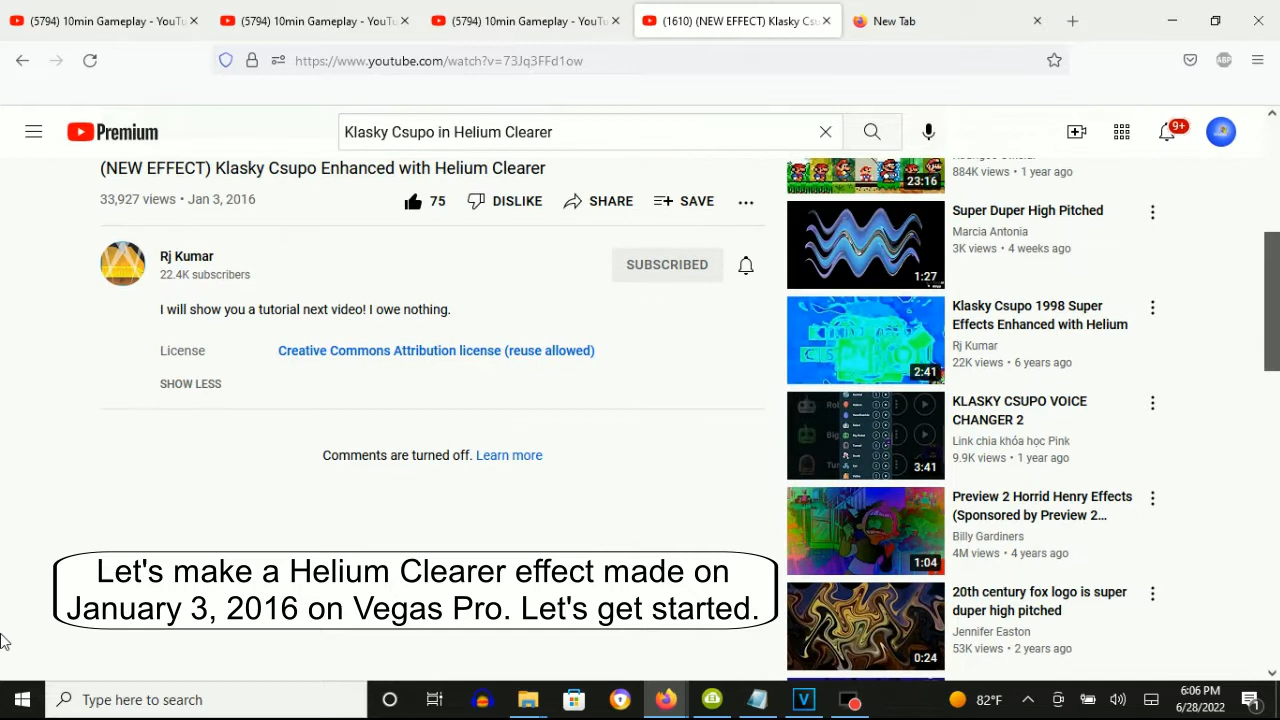 (5794) 10min Gameplay - YouTu
(5794) 10min Gameplay - YouTu
(5794) 10min Gameplay - YouTu
(1610) (NEW EFFECT) Klasky Csu
New Tab
https://www.youtube.com/watch?v=73Jq3FFd1ow
ABP
Premium
Klasky Csupo in Helium Clearer
9+
(NEW EFFECT) Klasky Csupo Enhanced with Helium Clearer
33,927 views • Jan 3, 2016
75
DISLIKE
SHARE
SAVE
Rj Kumar
22.4K subscribers
SUBSCRIBED
I will show you a tutorial next video! I owe nothing.
License
Creative Commons Attribution license (reuse allowed)
SHOW LESS
Comments are turned off. Learn more
Let's make a Helium Clearer effect made on
January 3, 2016 on Vegas Pro. Let's get started.
884K views • 1 year ago
23:16
Super Duper High Pitched
Marcia Antonia
3K views • 4 weeks ago
1:27
Klasky Csupo 1998 Super
Effects Enhanced with Helium
Rj Kumar
22K views • 6 years ago
2:41
KLASKY CSUPO VOICE
CHANGER 2
Link chia khóa học Pink
9.9K views • 1 year ago
3:41
Preview 2 Horrid Henry Effects
(Sponsored by Preview 2...
Billy Gardiners
4M views • 4 years ago
1:04
20th century fox logo is super
duper high pitched
Jennifer Easton
53K views • 2 years ago
0:24
Type here to search
V
82°F
6:06 PM
6/28/2022
1